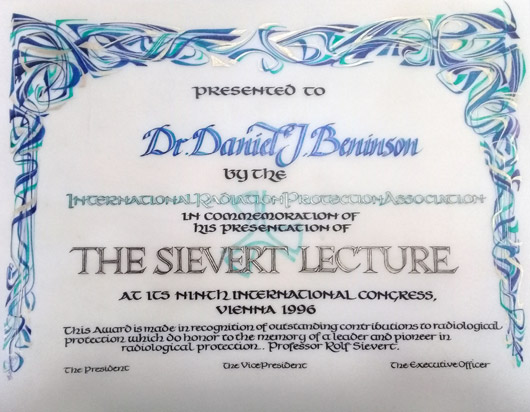 presented to
Dr. Daniel J. Beninson
by the
International Radiation Protection Association
in commemoration of
his presentation of
THE SIEVERT LECTURE
at its ninth international congress,
vienna 1996
This Award is made in recognition of outstanding contributions to radiological
protection which do honor to the memory of a leader and pioneer in
radiological protection.. Professor Rolf Sievert.
The President The Vice President The Executive Officer